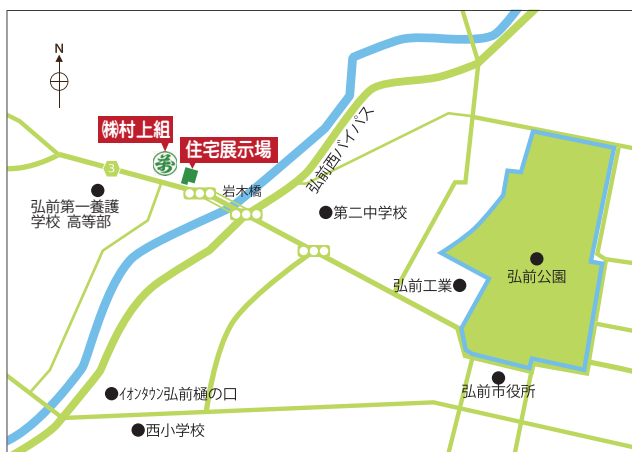 N
㈱村上組
住宅展示場
3
岩木橋
弘前西バイパス
弘前第一養護
学校 高等部
第二中学校
弘前公園
弘前工業
弘前市役所
イオンタウン弘前樋の口
西小学校